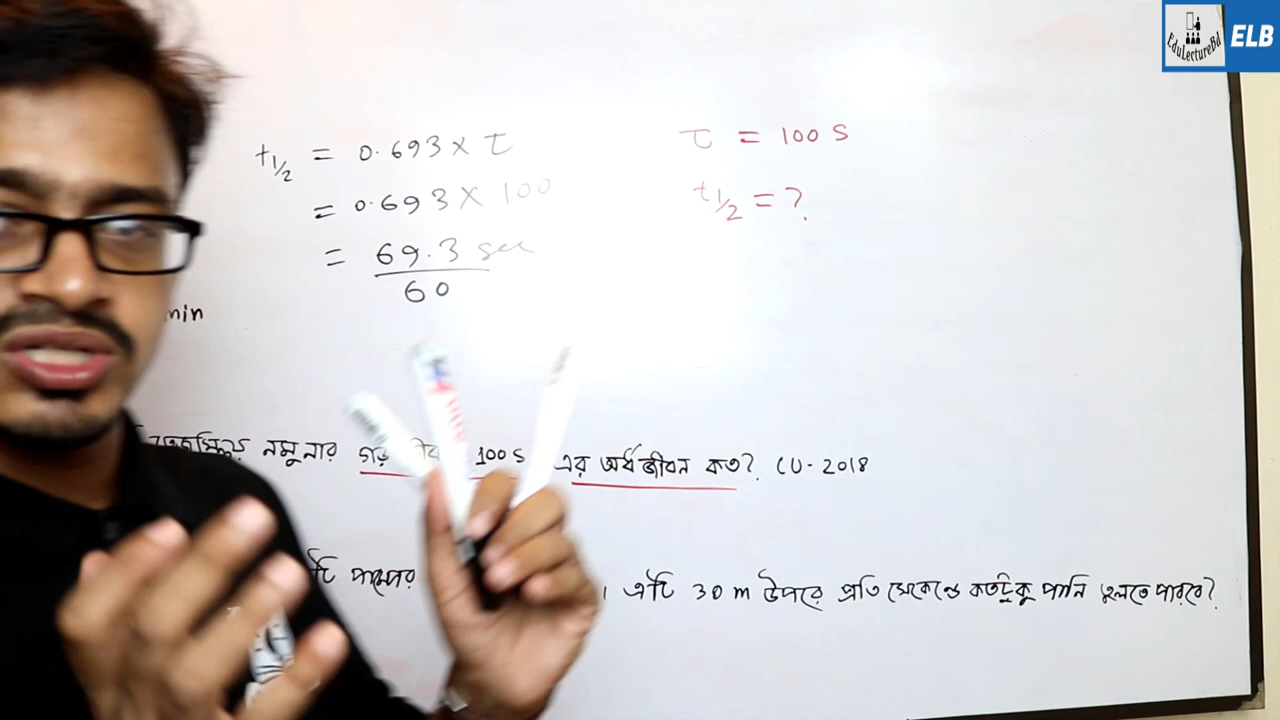 EduLectureBd ELB
t1/2 = 0.693 × τ
τ = 100 S
= 0.693 × 100
t1/2 = ?
= 69.3 sec
60
min
নমুনার গড় 100 S এর অর্ধ জীবন কত? CU-2018
টি পাম্পের । এটি 30 m উপরে প্রতি সেকেন্ডে কতটুকু পানি তুলতে পারবে?